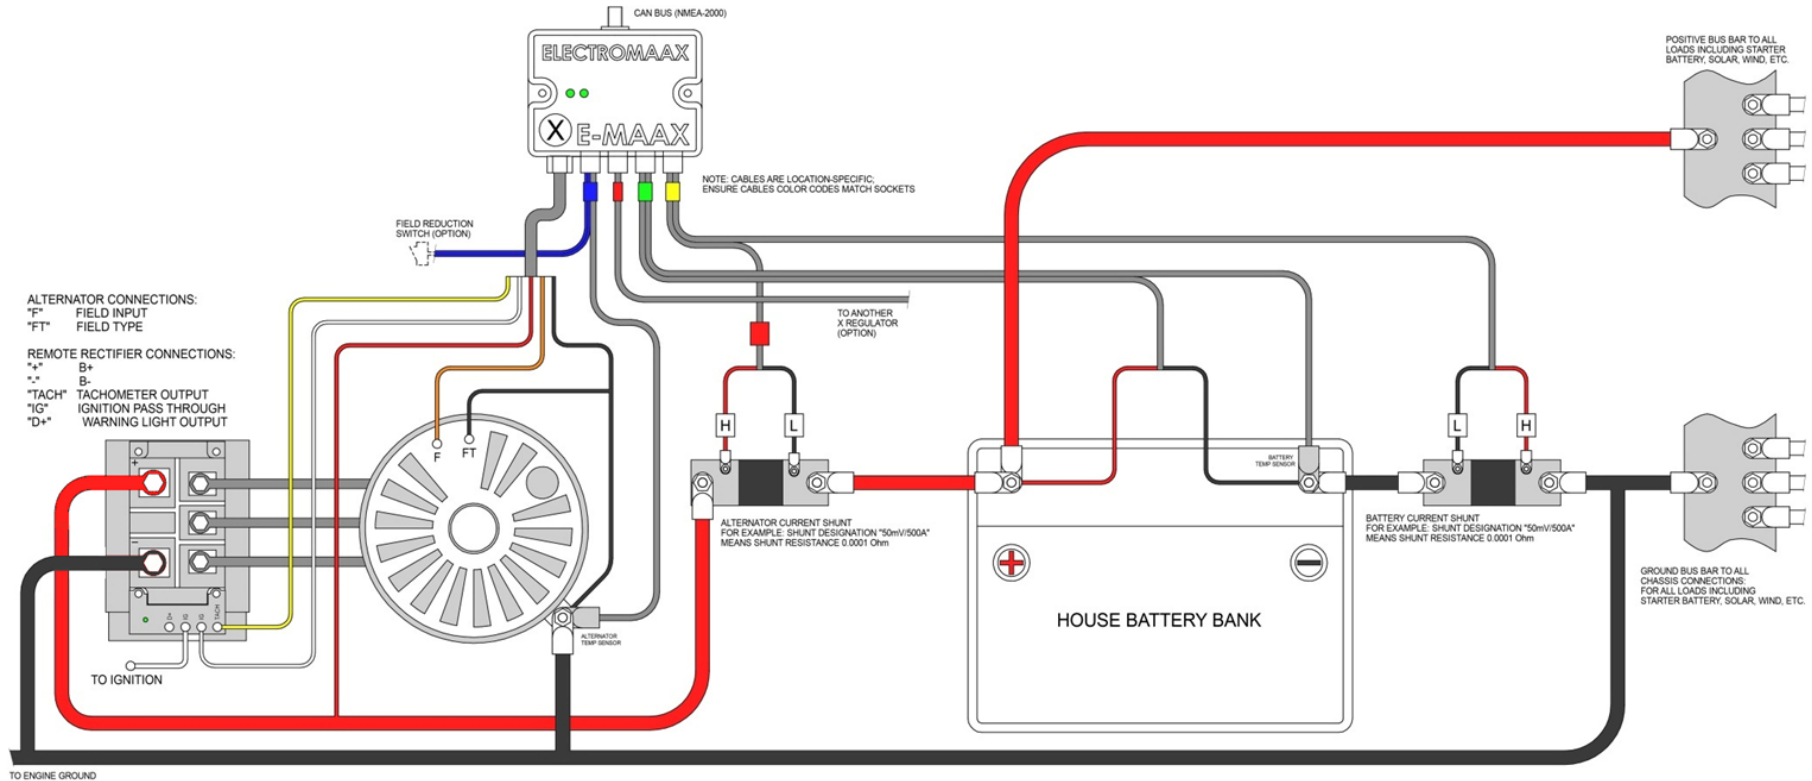 CAN BUS (NMEA-2000)
ELECTROMAAX
X E-MAAX
POSITIVE BUS BAR TO ALL
LOADS INCLUDING STARTER
BATTERY, SOLAR, WIND, ETC.
NOTE: CABLES ARE LOCATION-SPECIFIC;
ENSURE CABLES COLOR CODES MATCH SOCKETS
FIELD REDUCTION
SWITCH (OPTION)
ALTERNATOR CONNECTIONS:
"F" FIELD INPUT
"FT" FIELD TYPE
REMOTE RECTIFIER CONNECTIONS:
"+" B+
"-" B-
"TACH" TACHOMETER OUTPUT
"IG" IGNITION PASS THROUGH
"D+" WARNING LIGHT OUTPUT
TO ANOTHER
X REGULATOR
(OPTION)
H
L
L
H
F
FT
+
-
D+
IG
IG
TACH
BATTERY
TEMP SENSOR
ALTERNATOR CURRENT SHUNT
FOR EXAMPLE: SHUNT DESIGNATION "50mV/500A"
MEANS SHUNT RESISTANCE 0.0001 Ohm
BATTERY CURRENT SHUNT
FOR EXAMPLE: SHUNT DESIGNATION "50mV/500A"
MEANS SHUNT RESISTANCE 0.0001 Ohm
HOUSE BATTERY BANK
GROUND BUS BAR TO ALL
CHASSIS CONNECTIONS:
FOR ALL LOADS INCLUDING
STARTER BATTERY, SOLAR, WIND, ETC.
ALTERNATOR
TEMP SENSOR
TO IGNITION
TO ENGINE GROUND